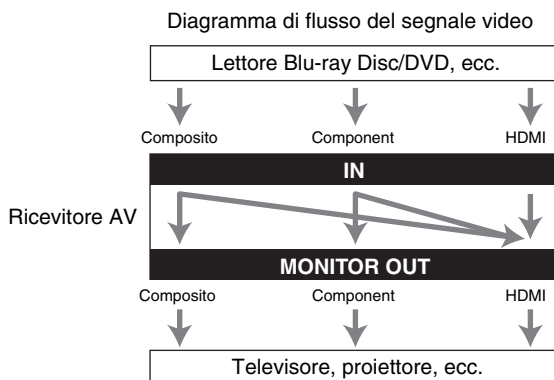 Diagramma di flusso del segnale video
Lettore Blu-ray Disc/DVD, ecc.
Composito Component HDMI
IN
Ricevitore AV
MONITOR OUT
Composito Component HDMI
Televisore, proiettore, ecc.